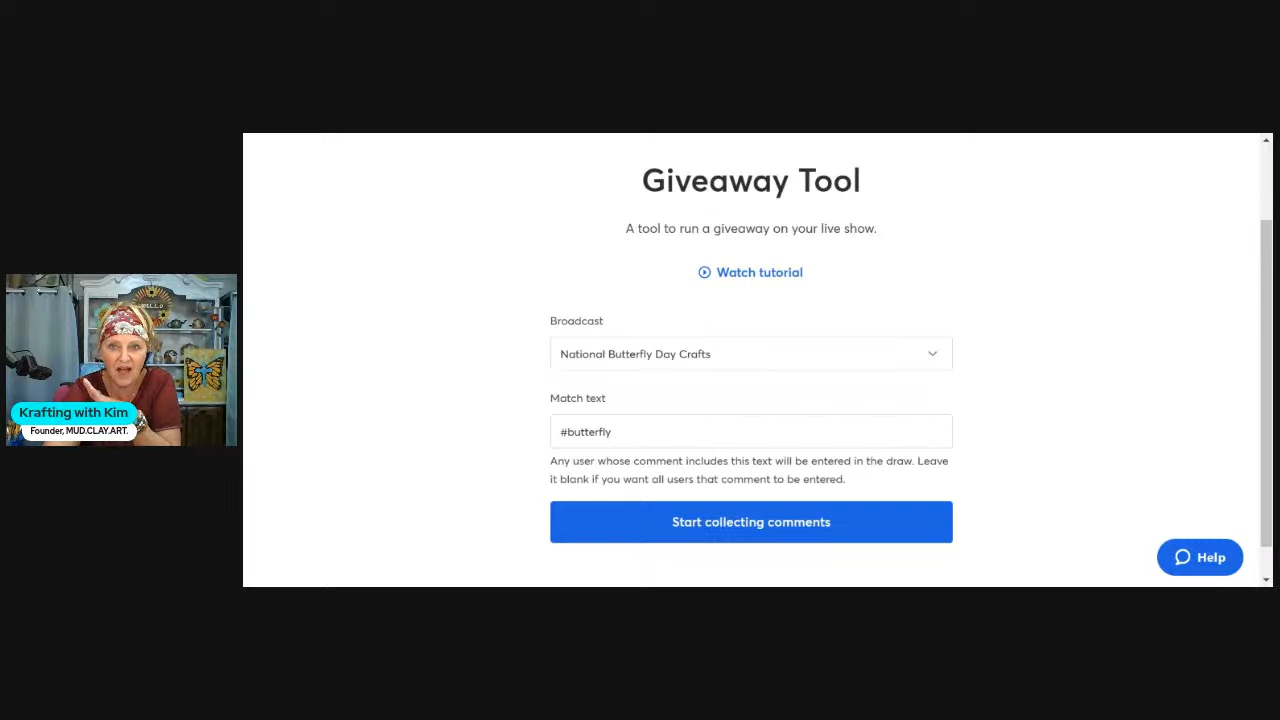 Giveaway Tool
A tool to run a giveaway on your live show.
Watch tutorial
Broadcast
National Butterfly Day Crafts
Match text
#butterfly
Any user whose comment includes this text will be entered in the draw. Leave
it blank if you want all users that comment to be entered.
Start collecting comments
Help
HELLO
Krafting with Kim
Founder, MUD.CLAY.ART.